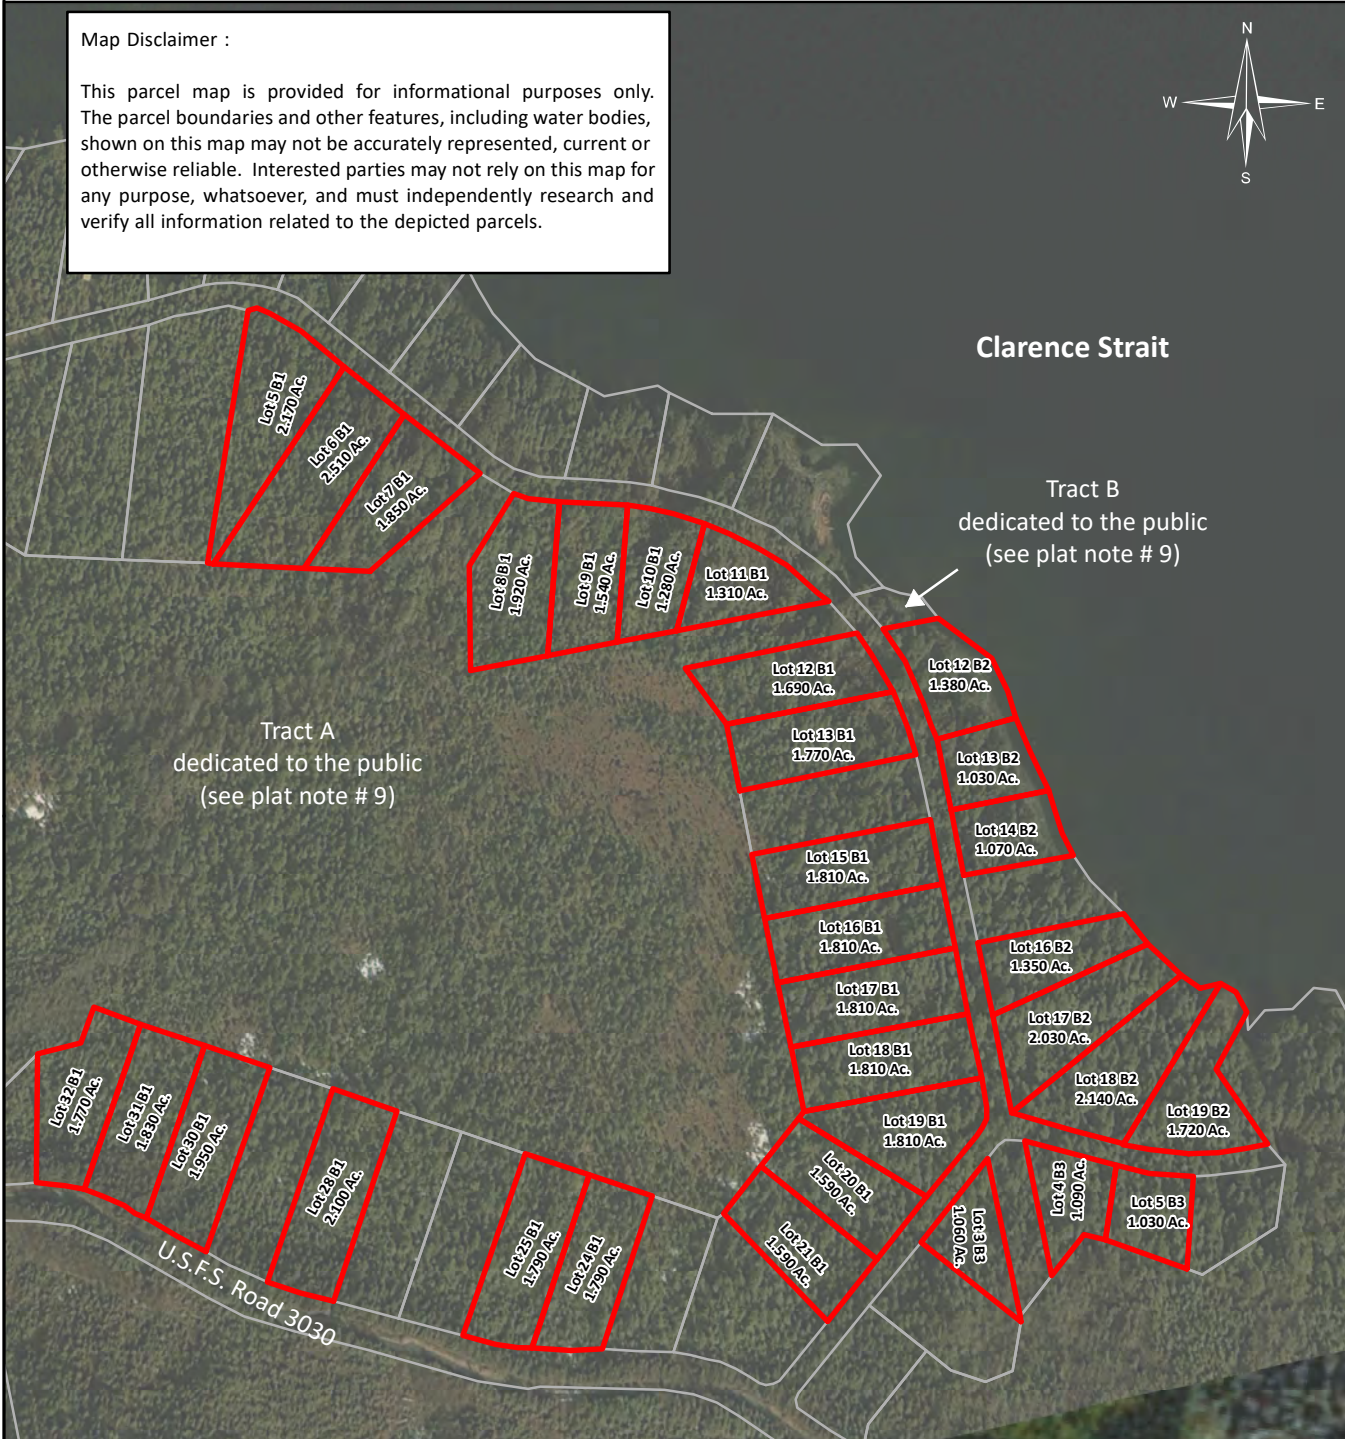 Map Disclaimer :
This parcel map is provided for informational purposes only.
The parcel boundaries and other features, including water bodies,
shown on this map may not be accurately represented, current or
otherwise reliable. Interested parties may not rely on this map for
any purpose, whatsoever, and must independently research and
verify all information related to the depicted parcels.
N
W
E
S
Clarence Strait
Lot 5 B1
2.170 Ac.
Lot 6 B1
2.510 Ac.
Lot 7 B1
1.850 Ac.
Tract B
dedicated to the public
(see plat note # 9)
Lot 8 B1
1.920 Ac.
Lot 9 B1
1.540 Ac.
Lot 10 B1
1.280 Ac.
Lot 11 B1
1.310 Ac.
Lot 12 B1
1.690 Ac.
Lot 12 B2
1.380 Ac.
Tract A
dedicated to the public
(see plat note # 9)
Lot 13 B1
1.770 Ac.
Lot 13 B2
1.030 Ac.
Lot 14 B2
1.070 Ac.
Lot 15 B1
1.810 Ac.
Lot 16 B1
1.810 Ac.
Lot 16 B2
1.350 Ac.
Lot 17 B1
1.810 Ac.
Lot 17 B2
2.030 Ac.
Lot 18 B1
1.810 Ac.
Lot 18 B2
2.140 Ac.
Lot 19 B1
1.810 Ac.
Lot 19 B2
1.720 Ac.
Lot 32 B1
1.770 Ac.
Lot 31 B1
1.830 Ac.
Lot 30 B1
1.950 Ac.
Lot 28 B1
2.100 Ac.
Lot 25 B1
1.790 Ac.
Lot 24 B1
1.790 Ac.
Lot 20 B1
1.590 Ac.
Lot 21 B1
1.590 Ac.
Lot 3 B3
1.060 Ac.
Lot 4 B3
1.090 Ac.
Lot 5 B3
1.030 Ac.
U.S.F.S. Road 3030